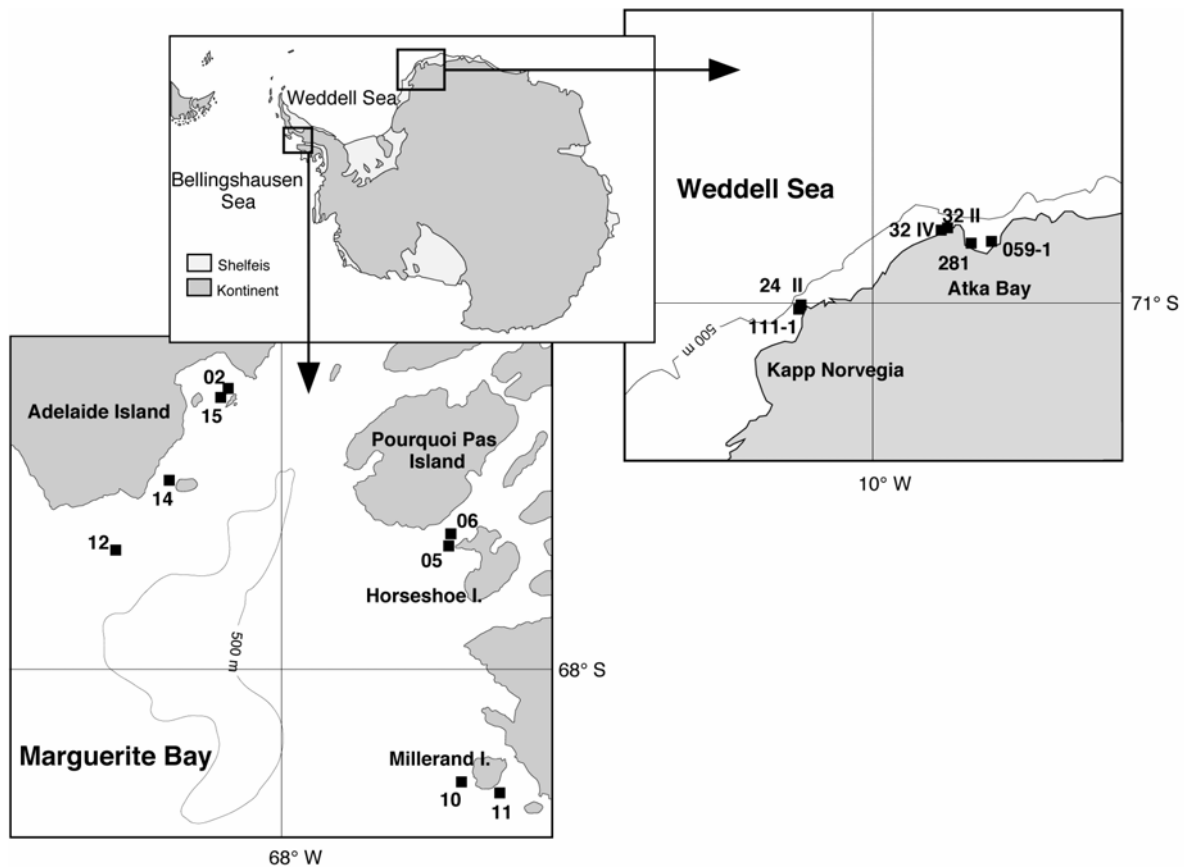 Weddell Sea
Bellingshausen
Sea
Shelfeis
Kontinent
Weddell Sea
32 II
32 IV
281
059-1
Atka Bay
24 II
111-1
71° S
500 m
Kapp Norvegia
10° W
02
15
Adelaide Island
14
12
Pourquoi Pas
Island
06
05
Horseshoe I.
500 m
68° S
Marguerite Bay
Millerand I.
10
11
68° W